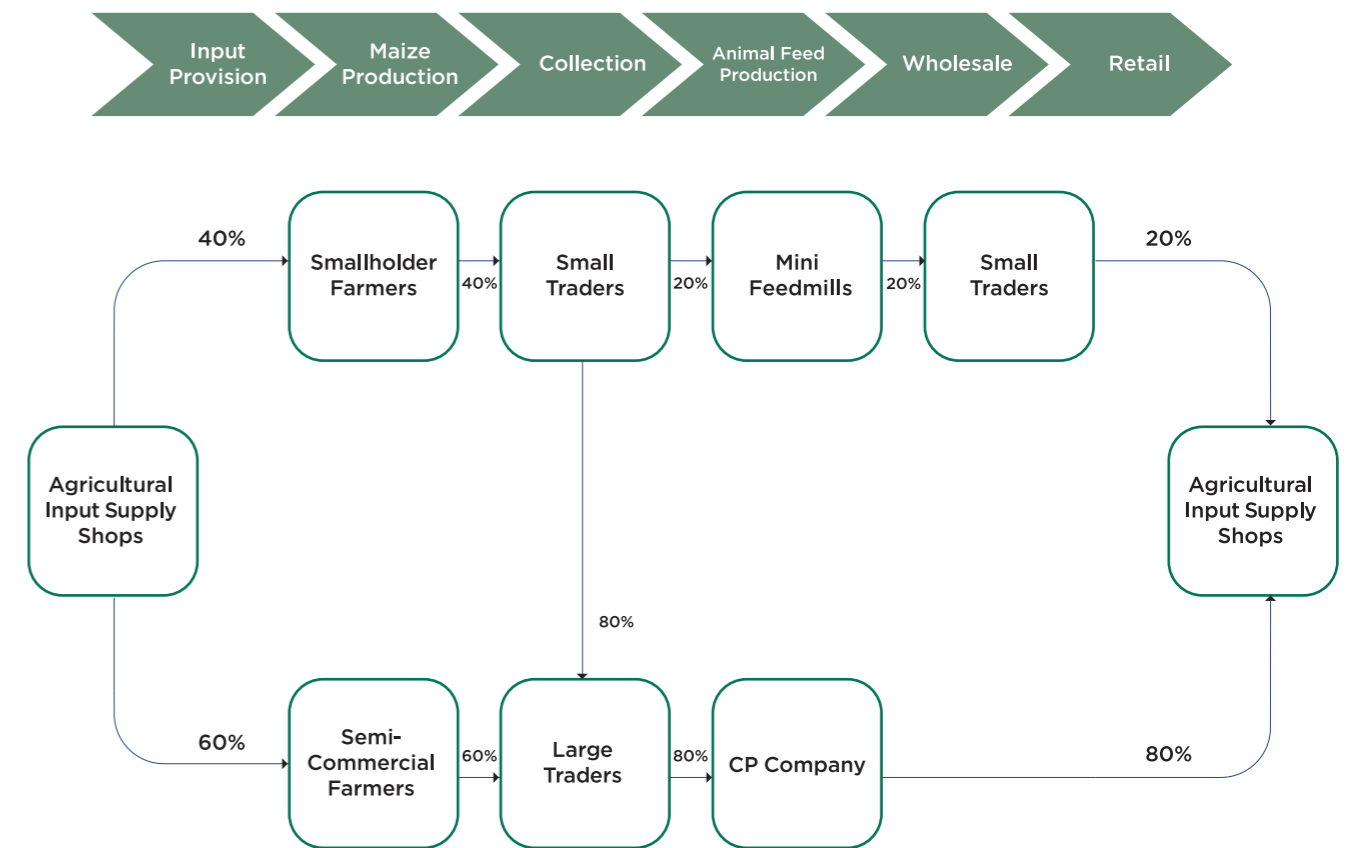 Input
Provision
Maize
Production
Collection
Animal Feed
Production
Wholesale
Retail
40%
20%
Smallholder
Farmers
40%
Small
Traders
20%
Mini
Feedmills
20%
Small
Traders
Agricultural
Input Supply
Shops
Agricultural
Input Supply
Shops
80%
60%
Semi-
Commercial
Farmers
60%
Large
Traders
80%
CP Company
80%